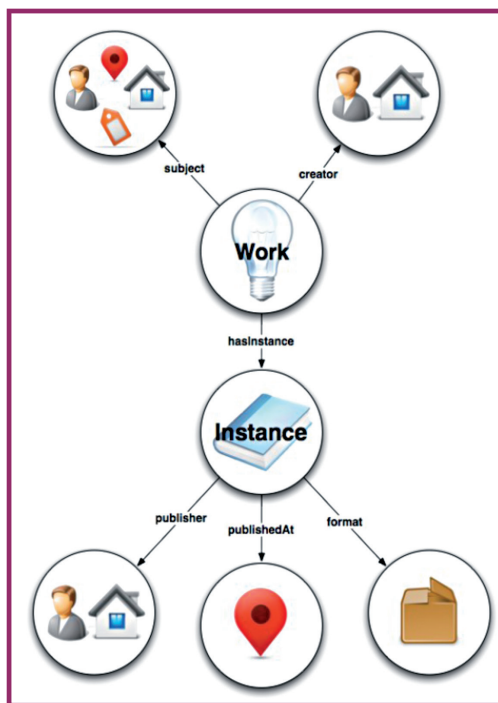 subject
creator
Work
hasInstance
Instance
publisher
publishedAt
format